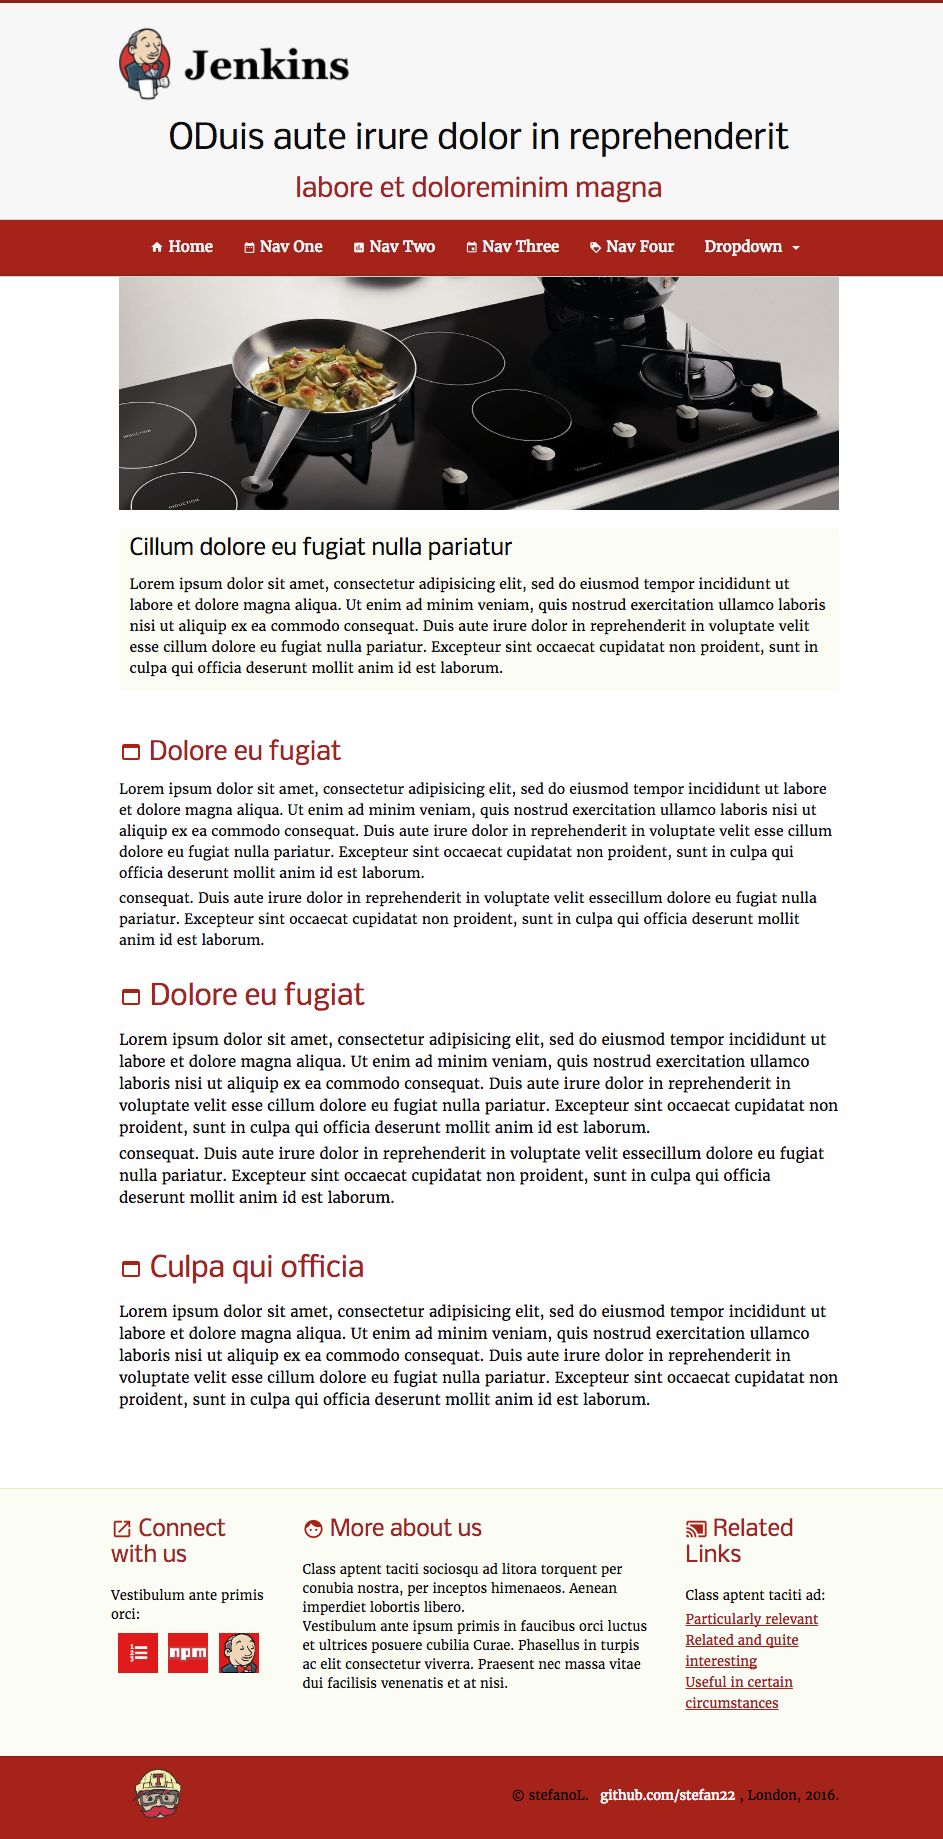 Jenkins
ODuis aute irure dolor in reprehenderit
labore et doloreminim magna
Home Nav One Nav Two Nav Three Nav Four Dropdown
INDUCTION
INDUCTION
Cillum dolore eu fugiat nulla pariatur
Lorem ipsum dolor sit amet, consectetur adipisicing elit, sed do eiusmod tempor incididunt ut
labore et dolore magna aliqua. Ut enim ad minim veniam, quis nostrud exercitation ullamco laboris
nisi ut aliquip ex ea commodo consequat. Duis aute irure dolor in reprehenderit in voluptate velit
esse cillum dolore eu fugiat nulla pariatur. Excepteur sint occaecat cupidatat non proident, sunt in
culpa qui officia deserunt mollit anim id est laborum.
Dolore eu fugiat
Lorem ipsum dolor sit amet, consectetur adipisicing elit, sed do eiusmod tempor incididunt ut labore
et dolore magna aliqua. Ut enim ad minim veniam, quis nostrud exercitation ullamco laboris nisi ut
aliquip ex ea commodo consequat. Duis aute irure dolor in reprehenderit in voluptate velit esse cillum
dolore eu fugiat nulla pariatur. Excepteur sint occaecat cupidatat non proident, sunt in culpa qui
officia deserunt mollit anim id est laborum.
consequat. Duis aute irure dolor in reprehenderit in voluptate velit essecillum dolore eu fugiat nulla
pariatur. Excepteur sint occaecat cupidatat non proident, sunt in culpa qui officia deserunt mollit
anim id est laborum.
Dolore eu fugiat
Lorem ipsum dolor sit amet, consectetur adipisicing elit, sed do eiusmod tempor incididunt ut
labore et dolore magna aliqua. Ut enim ad minim veniam, quis nostrud exercitation ullamco
laboris nisi ut aliquip ex ea commodo consequat. Duis aute irure dolor in reprehenderit in
voluptate velit esse cillum dolore eu fugiat nulla pariatur. Excepteur sint occaecat cupidatat non
proident, sunt in culpa qui officia deserunt mollit anim id est laborum.
consequat. Duis aute irure dolor in reprehenderit in voluptate velit essecillum dolore eu fugiat
nulla pariatur. Excepteur sint occaecat cupidatat non proident, sunt in culpa qui officia
deserunt mollit anim id est laborum.
Culpa qui officia
Lorem ipsum dolor sit amet, consectetur adipisicing elit, sed do eiusmod tempor incididunt ut
labore et dolore magna aliqua. Ut enim ad minim veniam, quis nostrud exercitation ullamco
laboris nisi ut aliquip ex ea commodo consequat. Duis aute irure dolor in reprehenderit in
voluptate velit esse cillum dolore eu fugiat nulla pariatur. Excepteur sint occaecat cupidatat non
proident, sunt in culpa qui officia deserunt mollit anim id est laborum.
Connect
with us
Vestibulum ante primis
orci:
npm
More about us
Class aptent taciti sociosqu ad litora torquent per
conubia nostra, per inceptos himenaeos. Aenean
imperdiet lobortis libero.
Vestibulum ante ipsum primis in faucibus orci luctus
et ultrices posuere cubilia Curae. Phasellus in turpis
ac elit consectetur viverra. Praesent nec massa vitae
dui facilisis venenatis et at nisi.
Related
Links
Class aptent taciti ad:
Particularly relevant
Related and quite
interesting
Useful in certain
circumstances
T
© stefanoL. github.com/stefan22 , London, 2016.